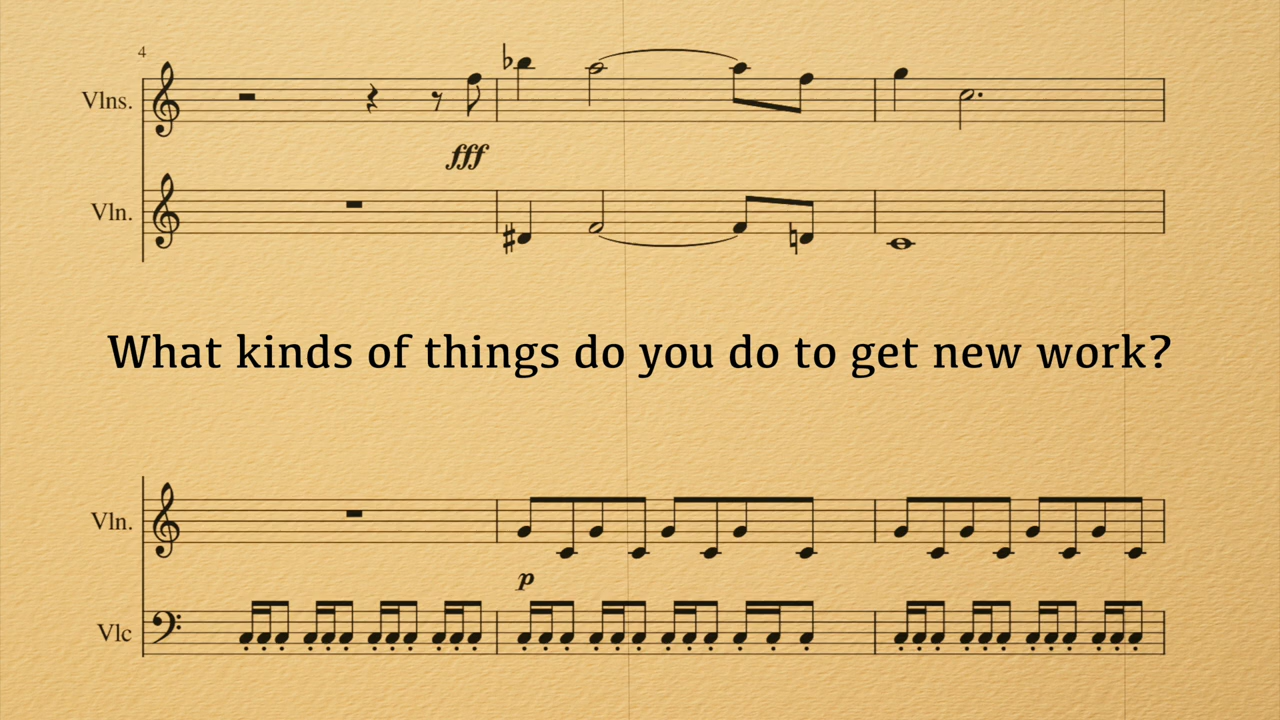 4
Vlns.
fff
Vln.
What kinds of things do you do to get new work?
Vln.
p
Vlc